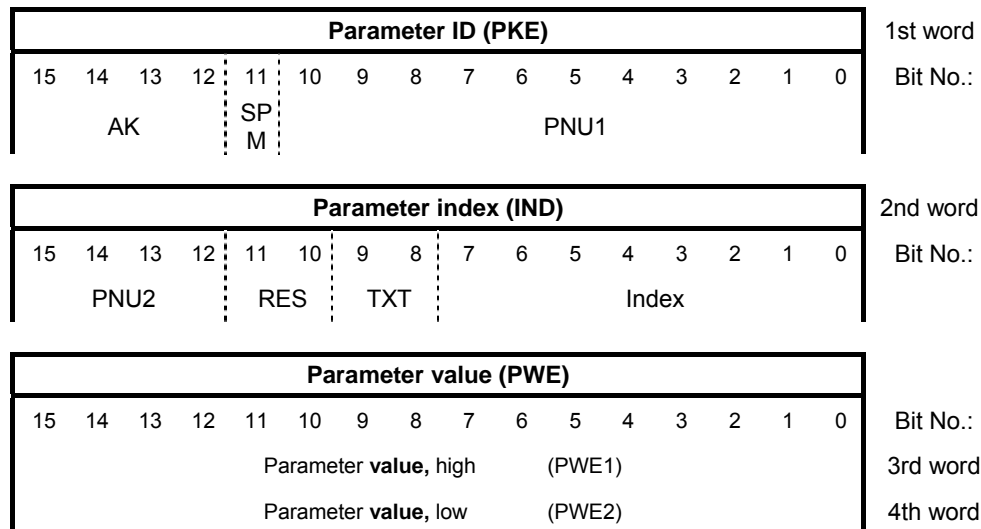 Parameter ID (PKE) 1st word
15 14 13 12 11 10 9 8 7 6 5 4 3 2 1 0 Bit No.:
AK SP M PNU1
Parameter index (IND) 2nd word
15 14 13 12 11 10 9 8 7 6 5 4 3 2 1 0 Bit No.:
PNU2 RES TXT Index
Parameter value (PWE)
15 14 13 12 11 10 9 8 7 6 5 4 3 2 1 0 Bit No.:
Parameter value, high (PWE1) 3rd word
Parameter value, low (PWE2) 4th word